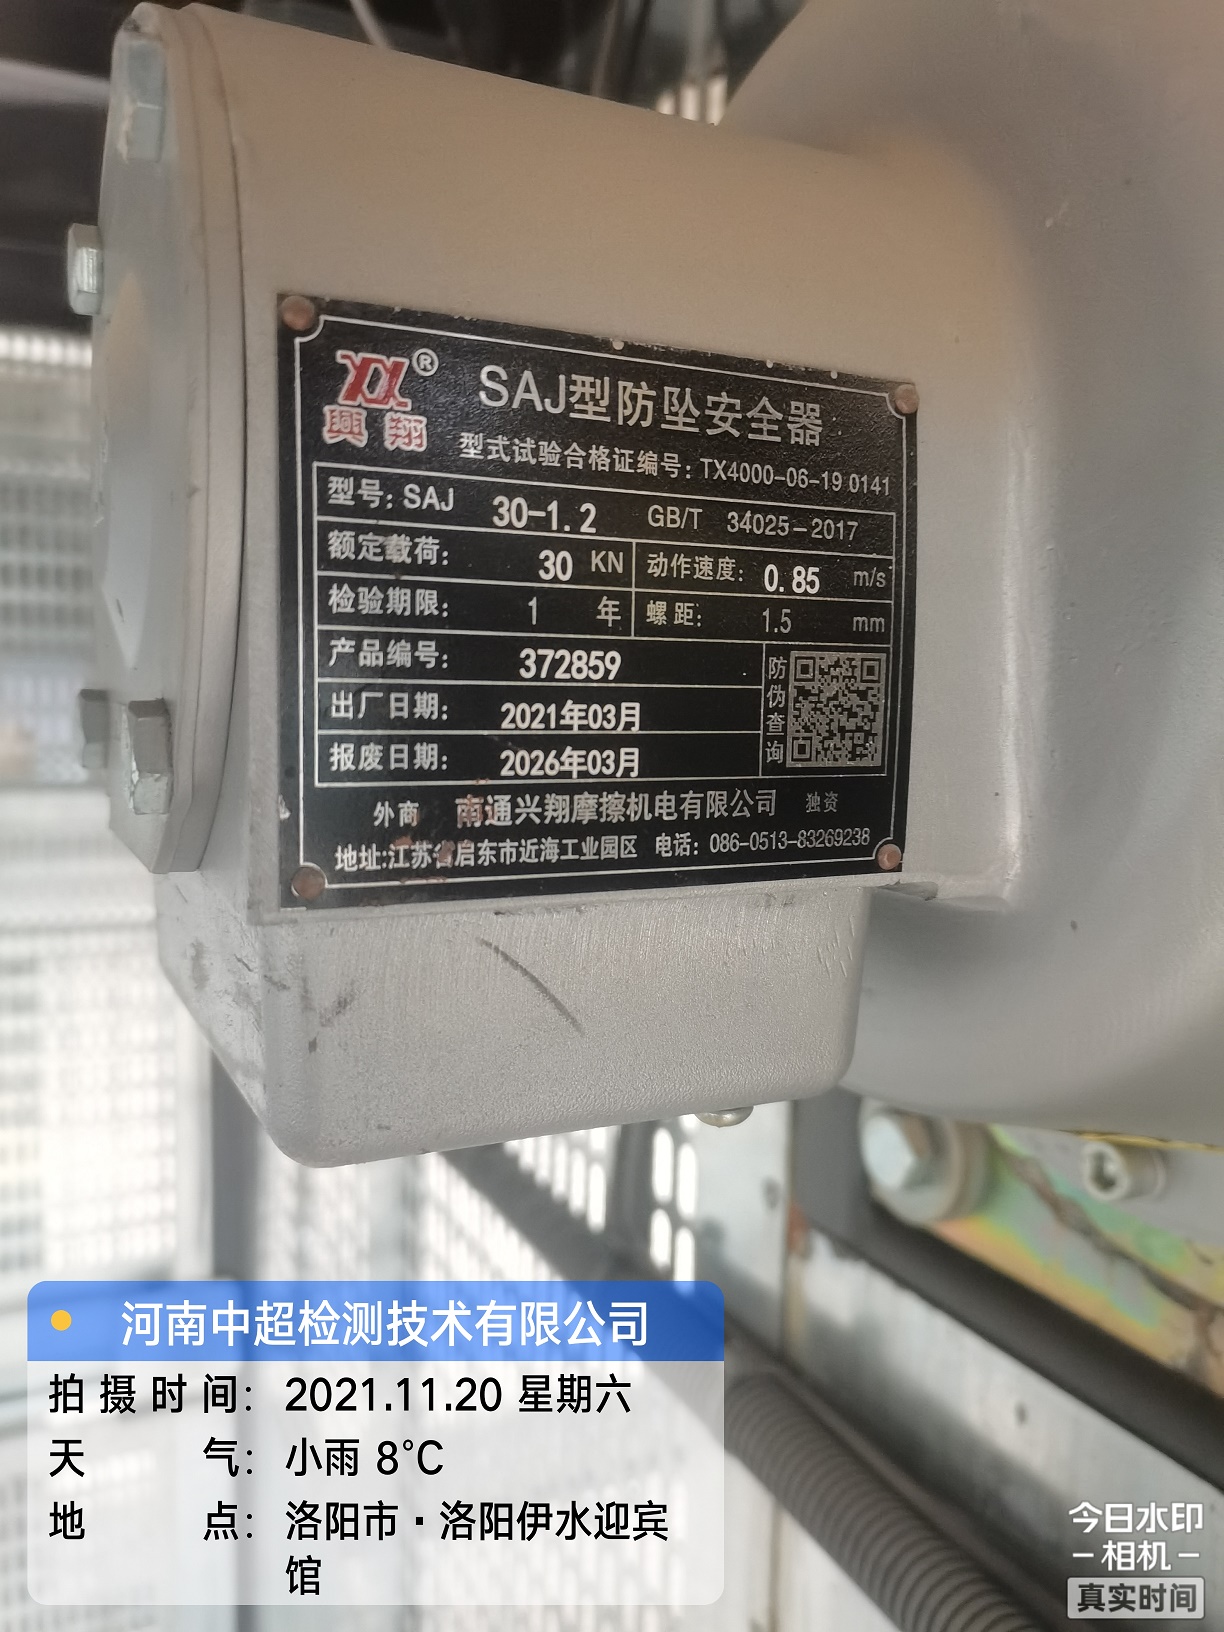 興翔®
SAJ型防坠安全器
型式试验合格证编号: TX4000-06-19 0141
型号: SAJ 30-1.2 GB/T 34025-2017
额定载荷: 30 KN 动作速度: 0.85 m/s
检验期限: 1 年 螺距: 1.5 mm
产品编号: 372859
出厂日期: 2021年03月
报废日期: 2026年03月
防伪查询
外商 南通兴翔摩擦机电有限公司 独资
地址:江苏省启东市近海工业园区 电话: 086-0513-83269238
河南中超检测技术有限公司
拍摄时间: 2021.11.20 星期六
天气: 小雨 8℃
地点: 洛阳市·洛阳伊水迎宾
馆
今日水印
-相机-
真实时间